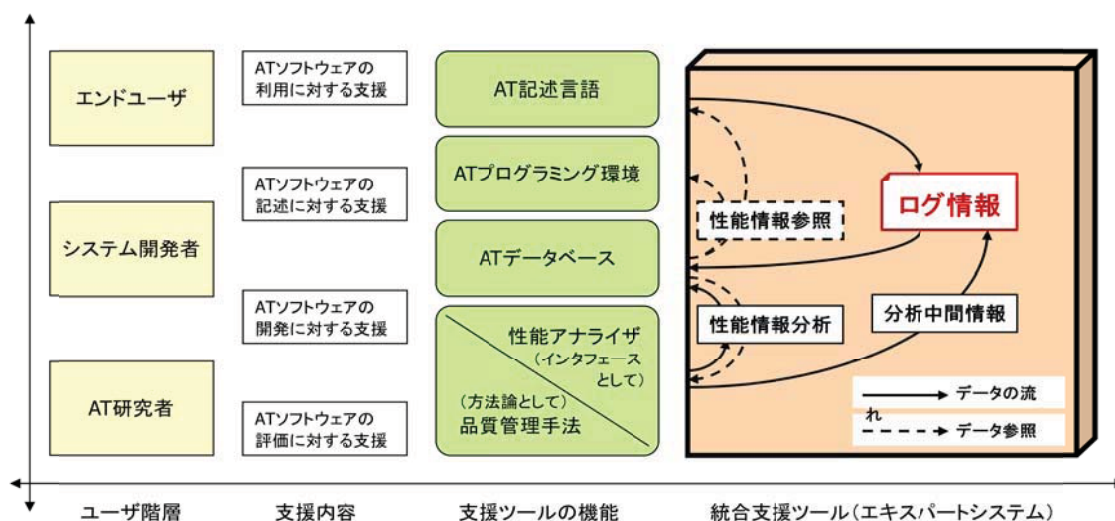 エンドユーザ
システム開発者
AT研究者
ATソフトウェアの
利用に対する支援
ATソフトウェアの
記述に対する支援
ATソフトウェアの
開発に対する支援
ATソフトウェアの
評価に対する支援
AT記述言語
ATプログラミング環境
ATデータベース
性能アナライザ
(インタフェースとして)
(方法論として)
品質管理手法
ログ情報
性能情報参照
性能情報分析
分析中間情報
データの流
れ
データ参照
ユーザ階層
支援内容
支援ツールの機能
統合支援ツール(エキスパートシステム)